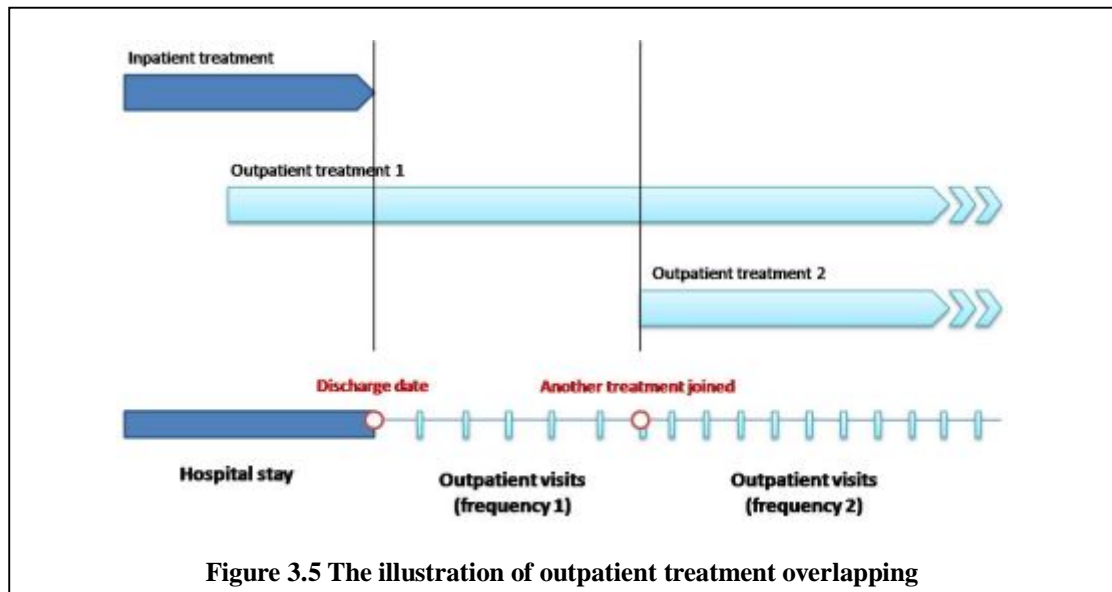 Inpatient treatment
Outpatient treatment 1
Outpatient treatment 2
Discharge date
Another treatment joined
Hospital stay
Outpatient visits
(frequency 1)
Outpatient visits
(frequency 2)
Figure 3.5 The illustration of outpatient treatment overlapping